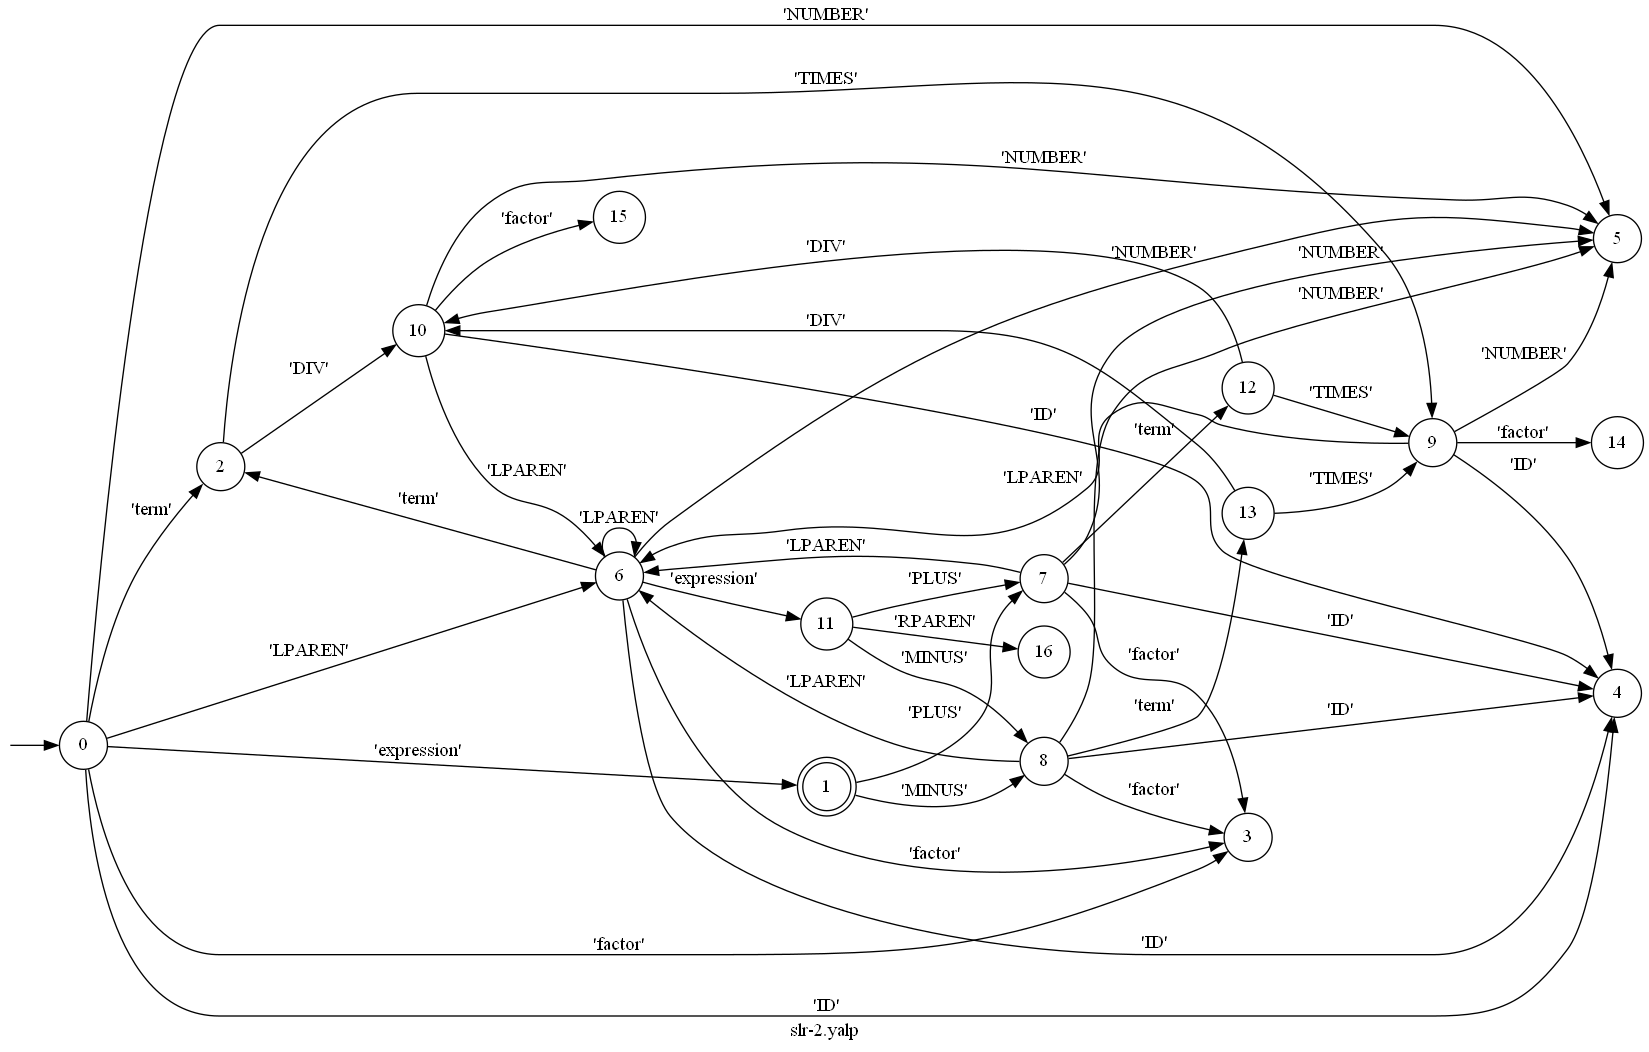 'NUMBER'
'TIMES'
'NUMBER'
'factor'
15
5
'DIV'
'NUMBER'
'NUMBER'
'NUMBER'
10
'DIV'
'DIV'
'NUMBER'
12
'TIMES'
'ID'
'term'
9
'factor'
14
'ID'
2
'LPAREN'
'LPAREN'
'TIMES'
'term'
'term'
13
'LPAREN'
'LPAREN'
6
'expression'
'PLUS'
7
11
'RPAREN'
'ID'
'LPAREN'
'MINUS'
16
'factor'
'LPAREN'
4
'PLUS'
'term'
'ID'
0
'expression'
8
1
'MINUS'
'factor'
3
'factor'
'factor'
'ID'
'ID'
slr-2.yalp